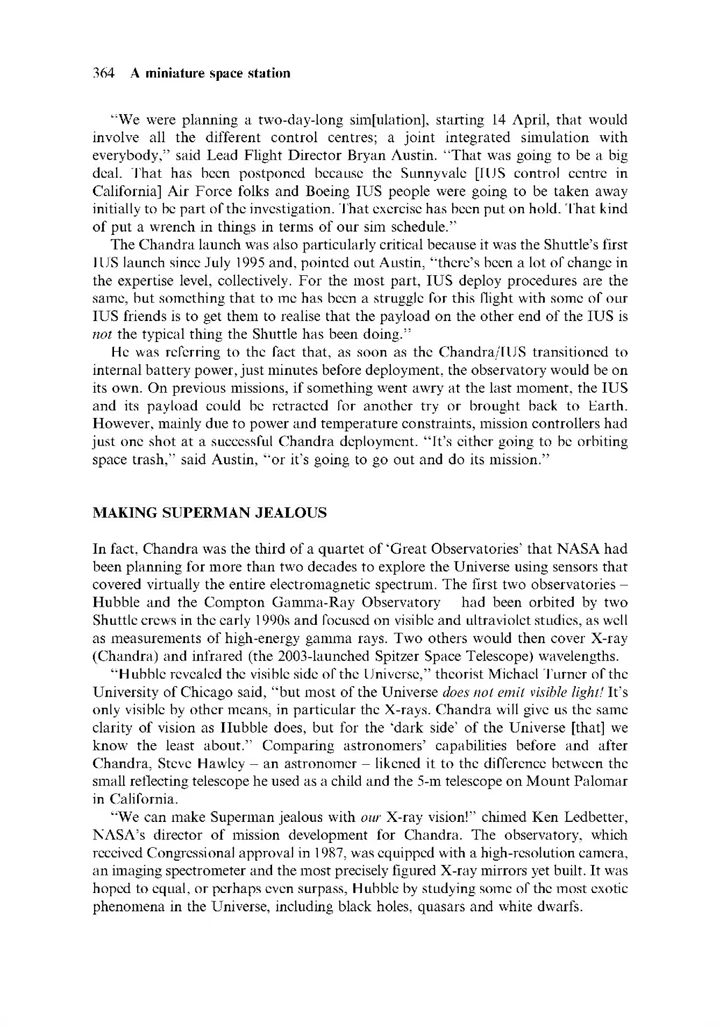 364 A miniature space station
"We were planning a two-day-long sim[ulation], starting 14 April, that would
involve all the different control centres; a joint integrated simulation with
everybody," said Lead Flight Director Bryan Austin. "That was going to be a big
deal. That has been postponed because the Sunnyvale [IUS control centre in
California] Air Force folks and Boeing IUS people were going to be taken away
initially to be part of the investigation. That exercise has been put on hold. That kind
of put a wrench in things in terms of our sim schedule."
The Chandra launch was also particularly critical because it was the Shuttle's first
IUS launch since July 1995 and, pointed out Austin, "there's been a lot of change in
the expertise level, collectively. For the most part, IUS deploy procedures are the
same, but something that to me has been a struggle for this flight with some of our
IUS friends is to get them to realise that the payload on the other end of the IUS is
not the typical thing the Shuttle has been doing."
He was referring to the fact that, as soon as the Chandra/IUS transitioned to
internal battery power, just minutes before deployment, the observatory would be on
its own. On previous missions, if something went awry at the last moment, the IUS
and its payload could be retracted for another try or brought back to Earth.
However, mainly due to power and temperature constraints, mission controllers had
just one shot at a successful Chandra deployment. "It's either going to be orbiting
space trash," said Austin, "or it's going to go out and do its mission."
MAKING SUPERMAN JEALOUS
In fact, Chandra was the third of a quartet of 'Great Observatories' that NASA had
been planning for more than two decades to explore the Universe using sensors that
covered virtually the entire electromagnetic spectrum. The first two observatories –
Hubble and the Compton Gamma-Ray Observatory had been orbited by two
Shuttle crews in the early 1990s and focused on visible and ultraviolet studies, as well
as measurements of high-energy gamma rays. Two others would then cover X-ray
(Chandra) and infrared (the 2003-launched Spitzer Space Telescope) wavelengths.
"Hubble revealed the visible side of the Universe," theorist Michael Turner of the
University of Chicago said, "but most of the Universe does not emit visible light! It's
only visible by other means, in particular the X-rays. Chandra will give us the same
clarity of vision as Hubble does, but for the 'dark side' of the Universe [that] we
know the least about." Comparing astronomers' capabilities before and after
Chandra, Steve Hawley – an astronomer – likened it to the difference between the
small reflecting telescope he used as a child and the 5-m telescope on Mount Palomar
in California.
"We can make Superman jealous with our X-ray vision!" chimed Ken Ledbetter,
NASA's director of mission development for Chandra. The observatory, which
received Congressional approval in 1987, was equipped with a high-resolution camera,
an imaging spectrometer and the most precisely figured X-ray mirrors yet built. It was
hoped to equal, or perhaps even surpass, Hubble by studying some of the most exotic
phenomena in the Universe, including black holes, quasars and white dwarfs.